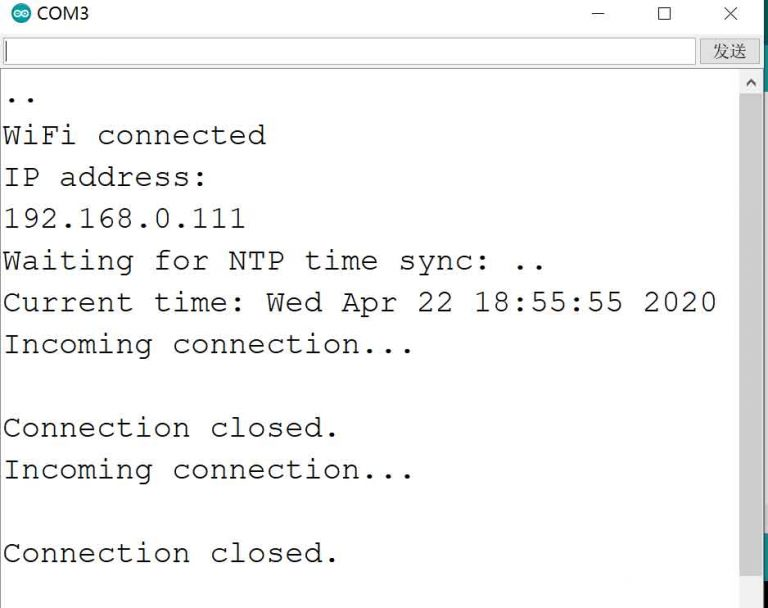 COM3
发送
..
WiFi connected
IP address:
192.168.0.111
Waiting for NTP time sync: ..
Current time: Wed Apr 22 18:55:55 2020
Incoming connection...
Connection closed.
Incoming connection...
Connection closed.